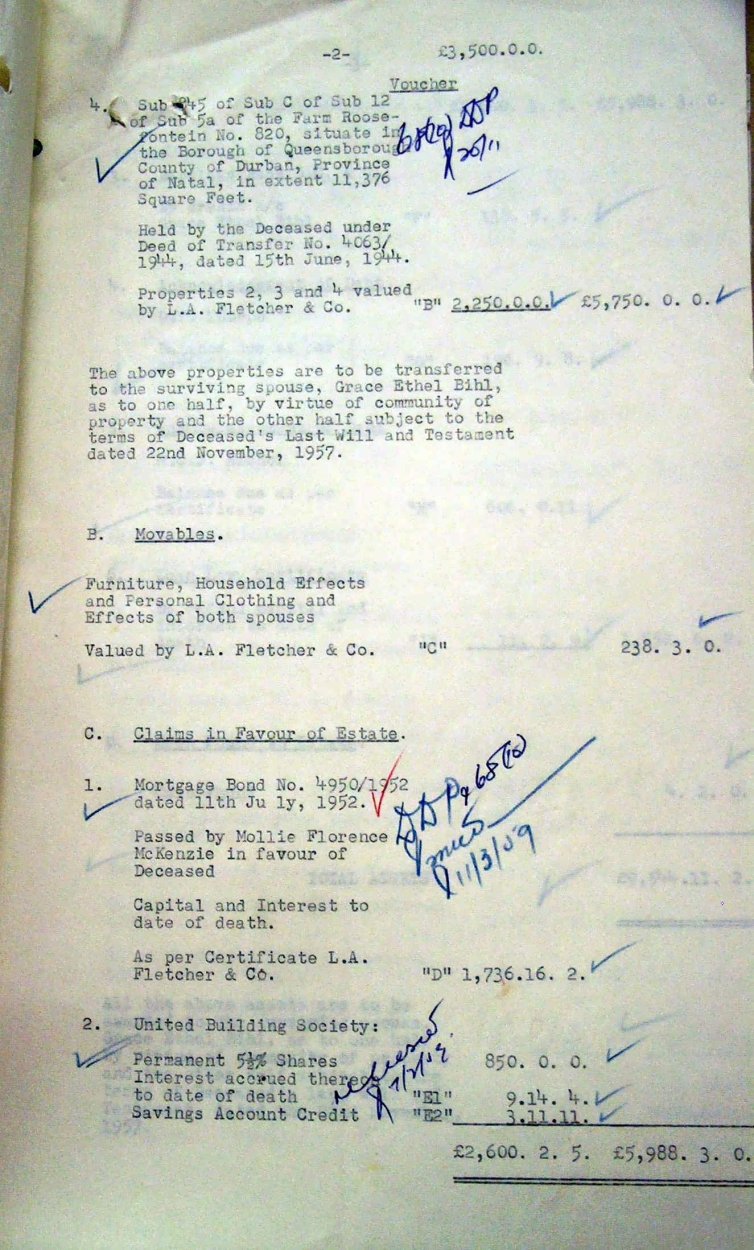 -2- £3,500.0.0.
Voucher
4. Sub 345 of Sub C of Sub 12
of Sub 5a of the Farm Roose-
fontein No. 820, situate in
the Borough of Queensborough
County of Durban, Province
of Natal, in extent 11,376
Square Feet.
68(10) DDP
20/11
Held by the Deceased under
Deed of Transfer No. 4063/
1944, dated 15th June, 1944.
Properties 2, 3 and 4 valued
by L.A. Fletcher & Co. "B" 2,250.0.0. £5,750. 0. 0.
The above properties are to be transferred
to the surviving spouse, Grace Ethel Bihl,
as to one half, by virtue of community of
property and the other half subject to the
terms of Deceased's Last Will and Testament
dated 22nd November, 1957.
B. Movables.
Furniture, Household Effects
and Personal Clothing and
Effects of both spouses
Valued by L.A. Fletcher & Co. "C" 238. 3. 0.
C. Claims in Favour of Estate.
1. Mortgage Bond No. 4950/1952
dated 11th Ju ly, 1952.
DDP & 68(10)
11/3/59
Passed by Mollie Florence
McKenzie in favour of
Deceased
Capital and Interest to
date of death.
As per Certificate L.A.
Fletcher & Co. "D" 1,736.16. 2.
2. United Building Society:
Permanent 5½% Shares 850. 0. 0.
Interest accrued thereon
to date of death "E1" 9.14. 4.
Savings Account Credit "E2" 3.11.11.
£2,600. 2. 5. £5,988. 3. 0.